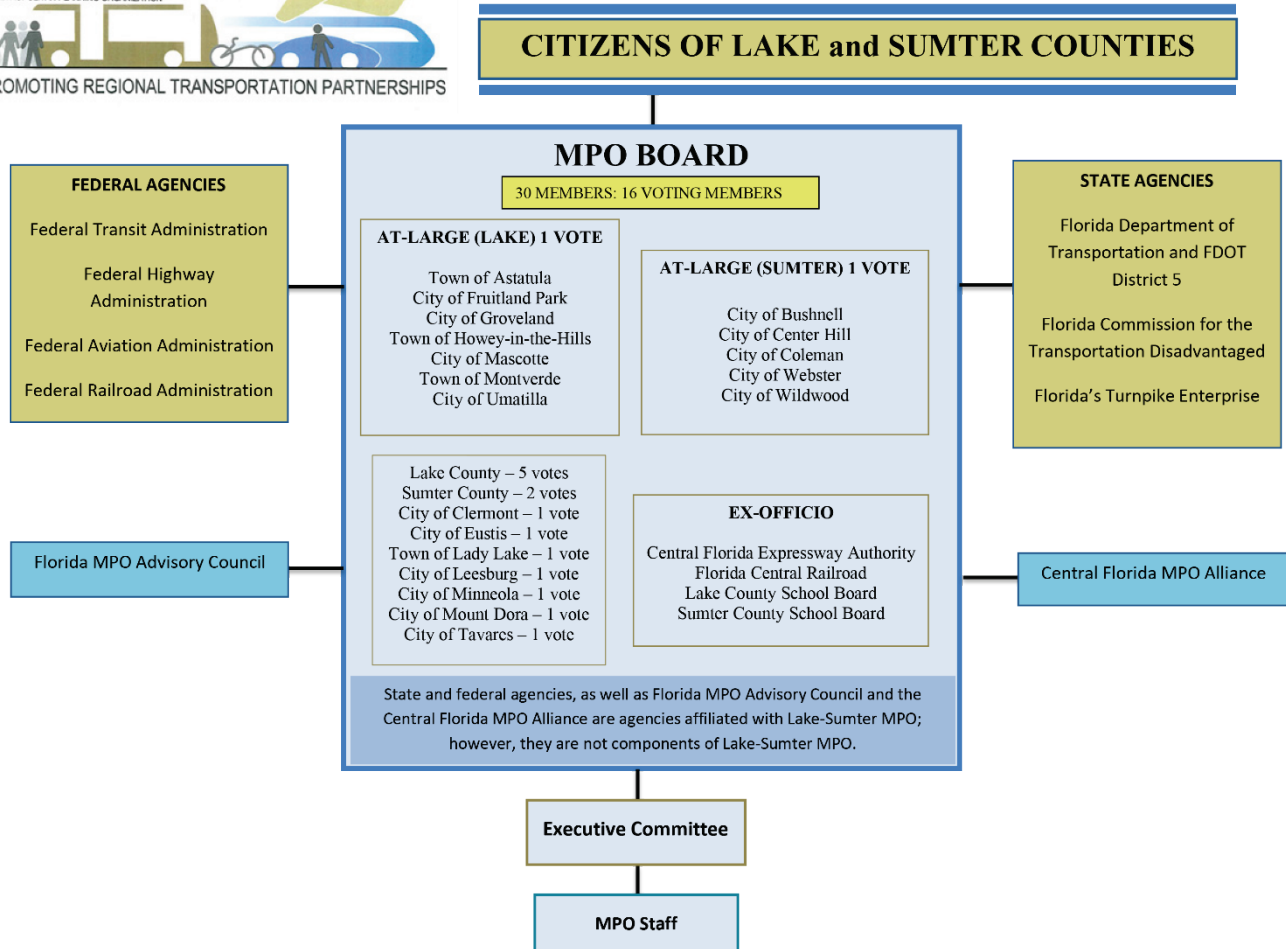 PROMOTING REGIONAL TRANSPORTATION PARTNERSHIPS
CITIZENS OF LAKE and SUMTER COUNTIES
MPO BOARD
30 MEMBERS: 16 VOTING MEMBERS
FEDERAL AGENCIES
Federal Transit Administration
Federal Highway
Administration
Federal Aviation Administration
Federal Railroad Administration
AT-LARGE (LAKE) 1 VOTE
Town of Astatula
City of Fruitland Park
City of Groveland
Town of Howey-in-the-Hills
City of Mascotte
Town of Montverde
City of Umatilla
AT-LARGE (SUMTER) 1 VOTE
City of Bushnell
City of Center Hill
City of Coleman
City of Webster
City of Wildwood
STATE AGENCIES
Florida Department of
Transportation and FDOT
District 5
Florida Commission for the
Transportation Disadvantaged
Florida’s Turnpike Enterprise
Florida MPO Advisory Council
Lake County – 5 votes
Sumter County – 2 votes
City of Clermont – 1 vote
City of Eustis – 1 vote
Town of Lady Lake – 1 vote
City of Leesburg – 1 vote
City of Minneola – 1 vote
City of Mount Dora – 1 vote
City of Tavares – 1 vote
EX-OFFICIO
Central Florida Expressway Authority
Florida Central Railroad
Lake County School Board
Sumter County School Board
Central Florida MPO Alliance
State and federal agencies, as well as Florida MPO Advisory Council and the
Central Florida MPO Alliance are agencies affiliated with Lake-Sumter MPO;
however, they are not components of Lake-Sumter MPO.
Executive Committee
MPO Staff